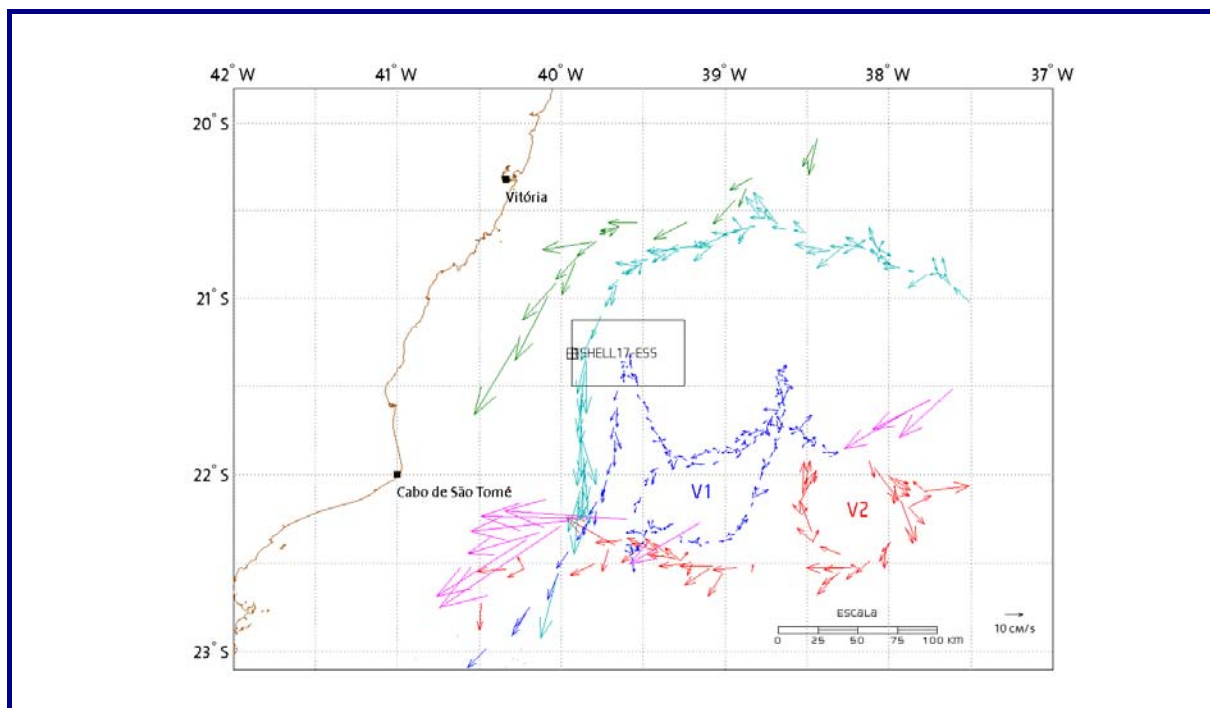 42°W 41°W 40°W 39°W 38°W 37°W
20°S
Vitória
21°S
SHELL17-ESS
22°S
Cabo de São Tomé
V1
V2
ESCALA
10 cm/s
0 25 50 75 100 KM
23°S